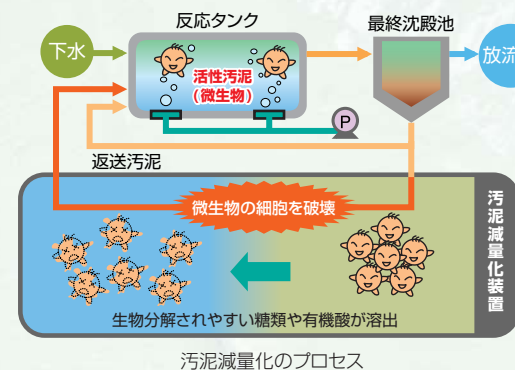 反応タンク
最終沈殿池
下水
活性汚泥
(微生物)
放流
P
返送汚泥
微生物の細胞を破壊
汚泥減量化装置
生物分解されやすい糖類や有機酸が溶出
汚泥減量化のプロセス